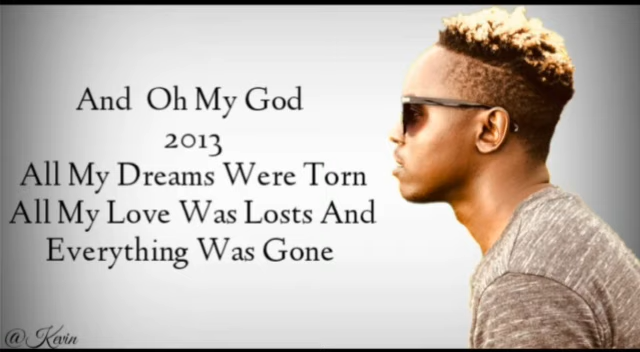 And Oh My God
2013
All My Dreams Were Torn
All My Love Was Losts And
Everything Was Gone
@Kevin